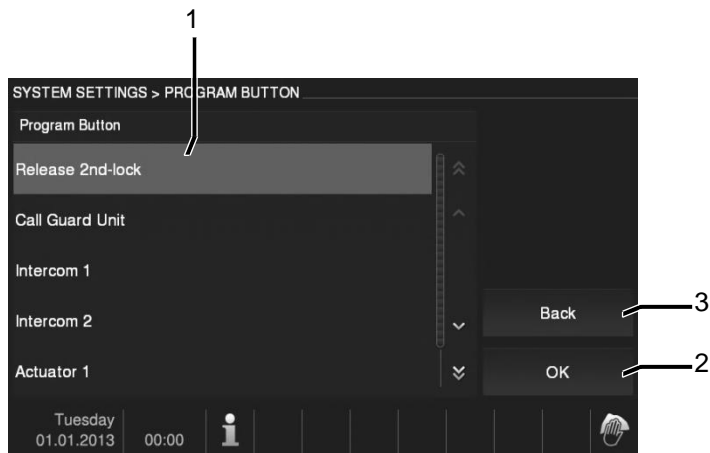 1
SYSTEM SETTINGS > PROGRAM BUTTON
Program Button
Release 2nd-lock
Call Guard Unit
Intercom 1
Intercom 2
Actuator 1
Back
3
OK
2
Tuesday
01.01.2013
00:00